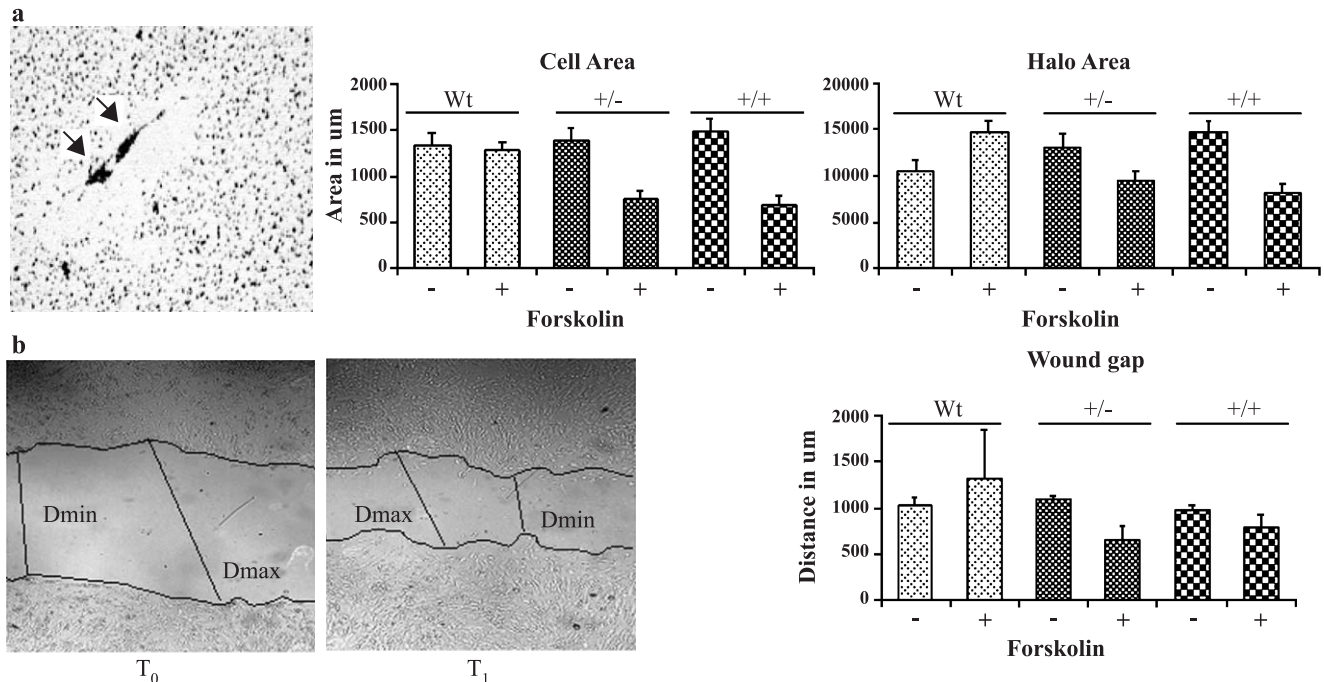 a
Cell Area
Area in um
2000
1500
1000
500
0
Wt
+/-
+/+
- + - + - +
Forskolin
Halo Area
20000
15000
10000
5000
0
Wt
+/-
+/+
- + - + - +
Forskolin
b
Dmin
Dmax
T0
Dmax
Dmin
T1
Wound gap
Distance in um
2000
1500
1000
500
0
Wt
+/-
+/+
- + - + - +
Forskolin